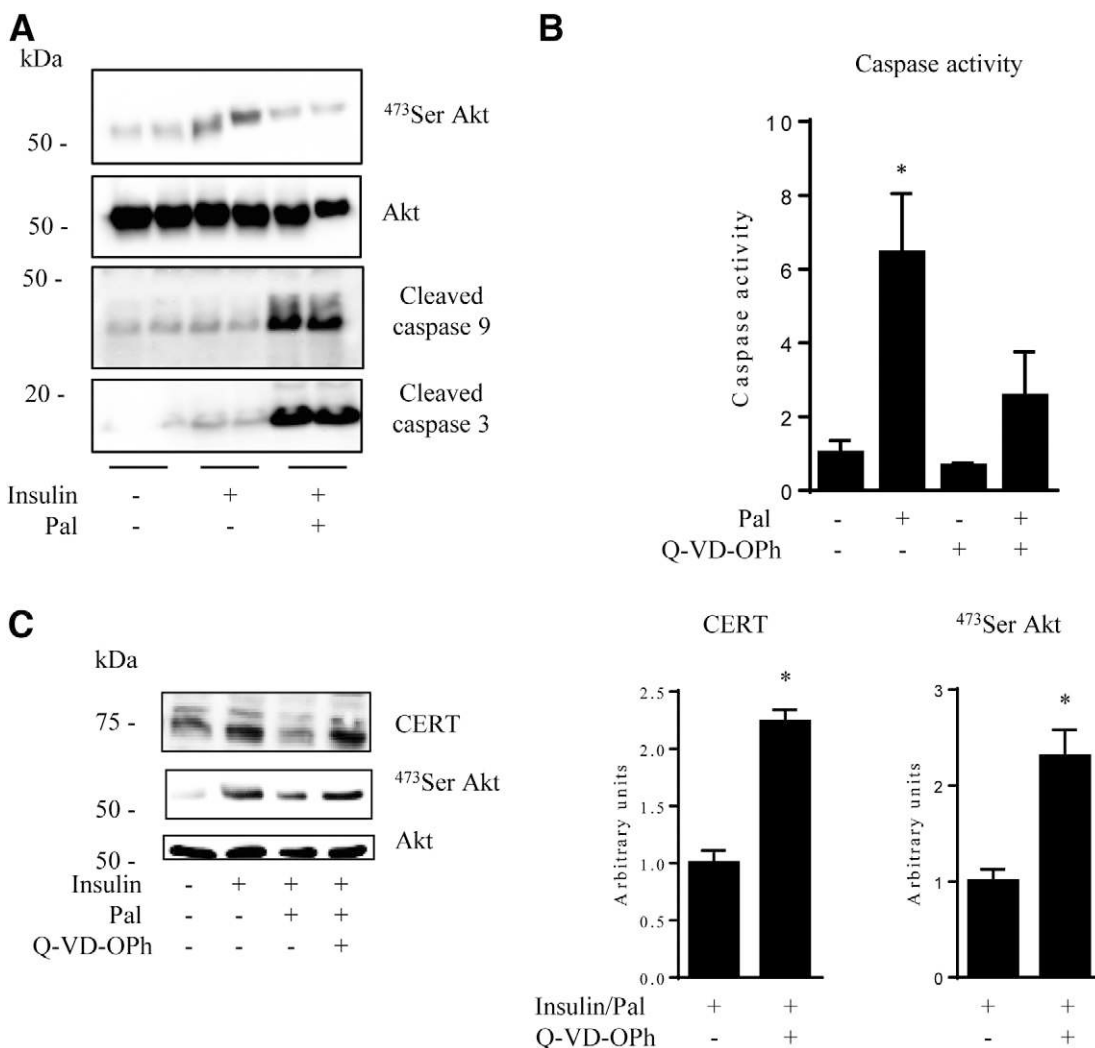 A
kDa
50 -
⁴⁷³Ser Akt
50 -
Akt
50 -
Cleaved
caspase 9
20 -
Cleaved
caspase 3
Insulin - + +
Pal - - +
B
Caspase activity
Caspase activity
10
8
6
4
2
0
*
Pal - + - +
Q-VD-OPh - - + +
C
kDa
75 -
CERT
50 -
⁴⁷³Ser Akt
50 -
Akt
Insulin - + + +
Pal - - + +
Q-VD-OPh - - - +
CERT
Arbitrary units
2.5
2.0
1.5
1.0
0.5
0.0
*
⁴⁷³Ser Akt
Arbitrary units
3
2
1
0
*
Insulin/Pal + + + +
Q-VD-OPh - + - +